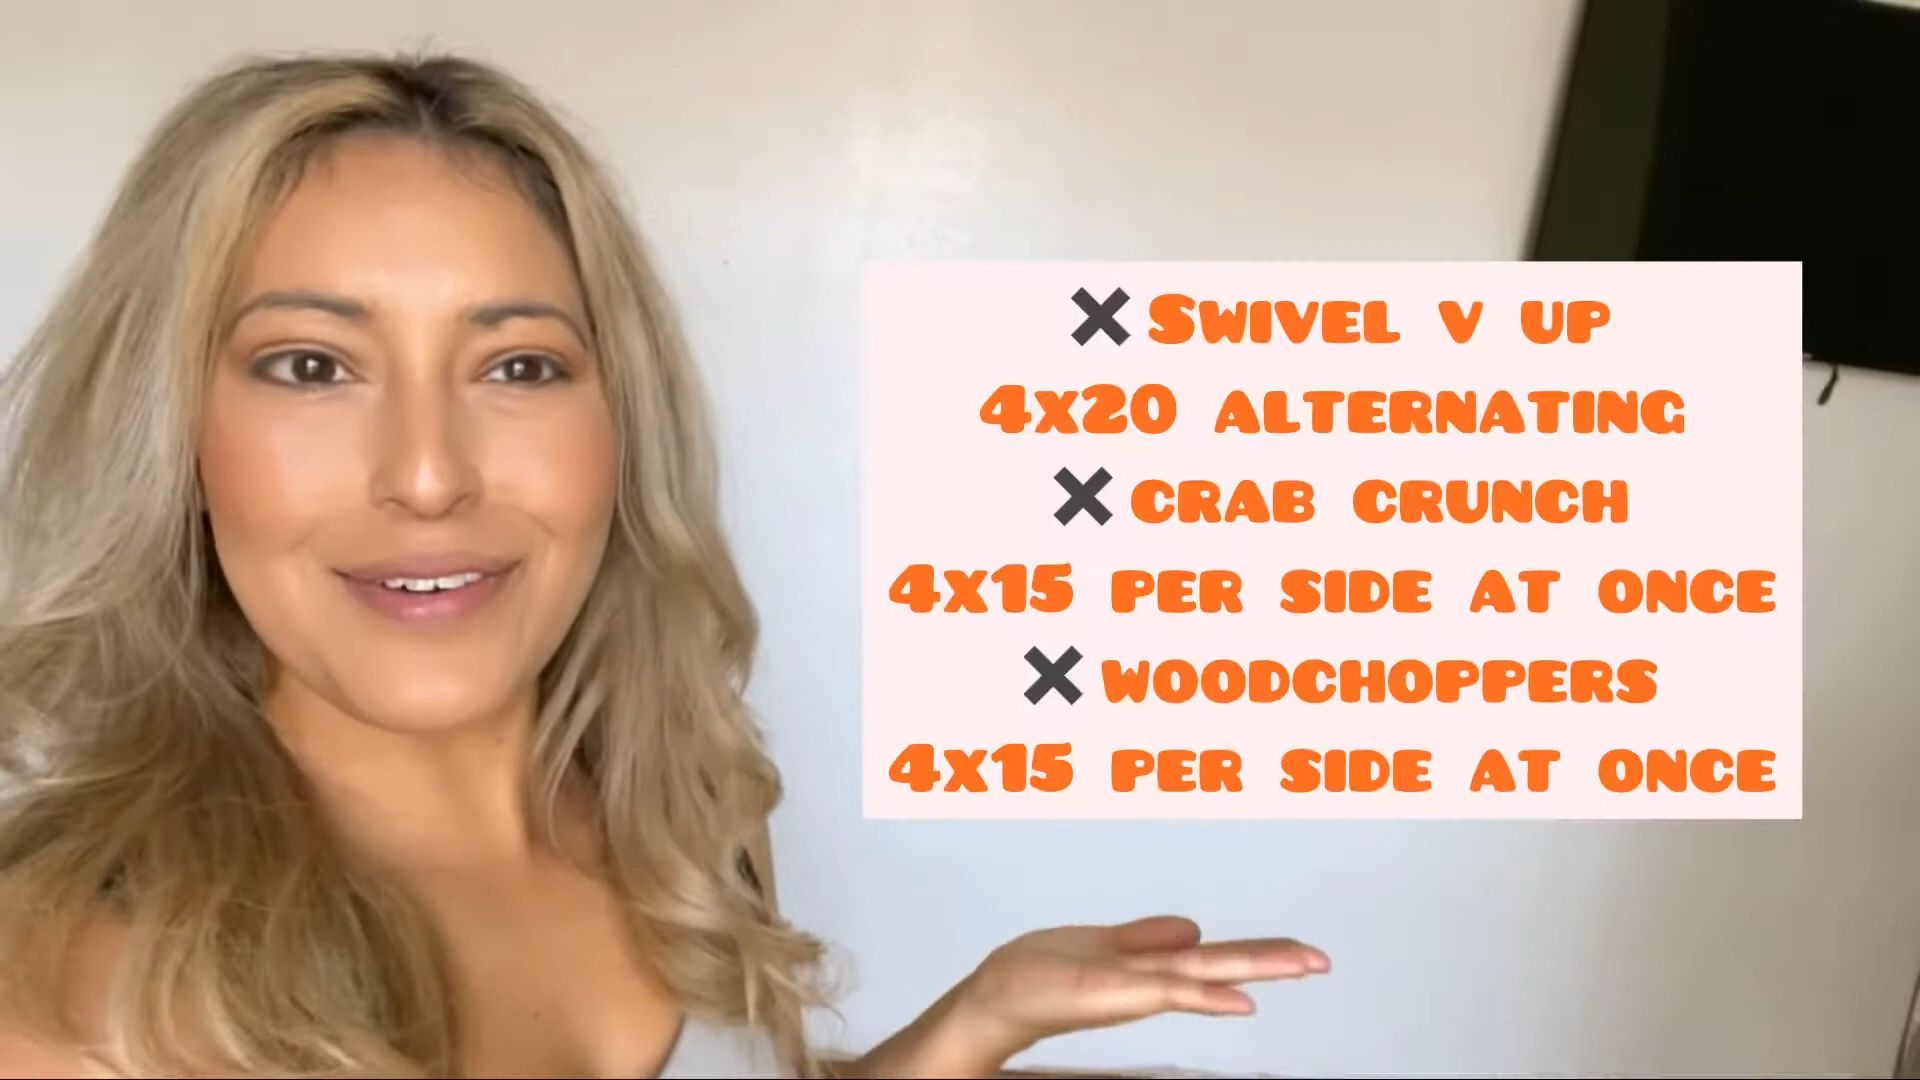 ✖Swivel v up
4x20 alternating
✖crab crunch
4x15 per side at once
✖woodchoppers
4x15 per side at once